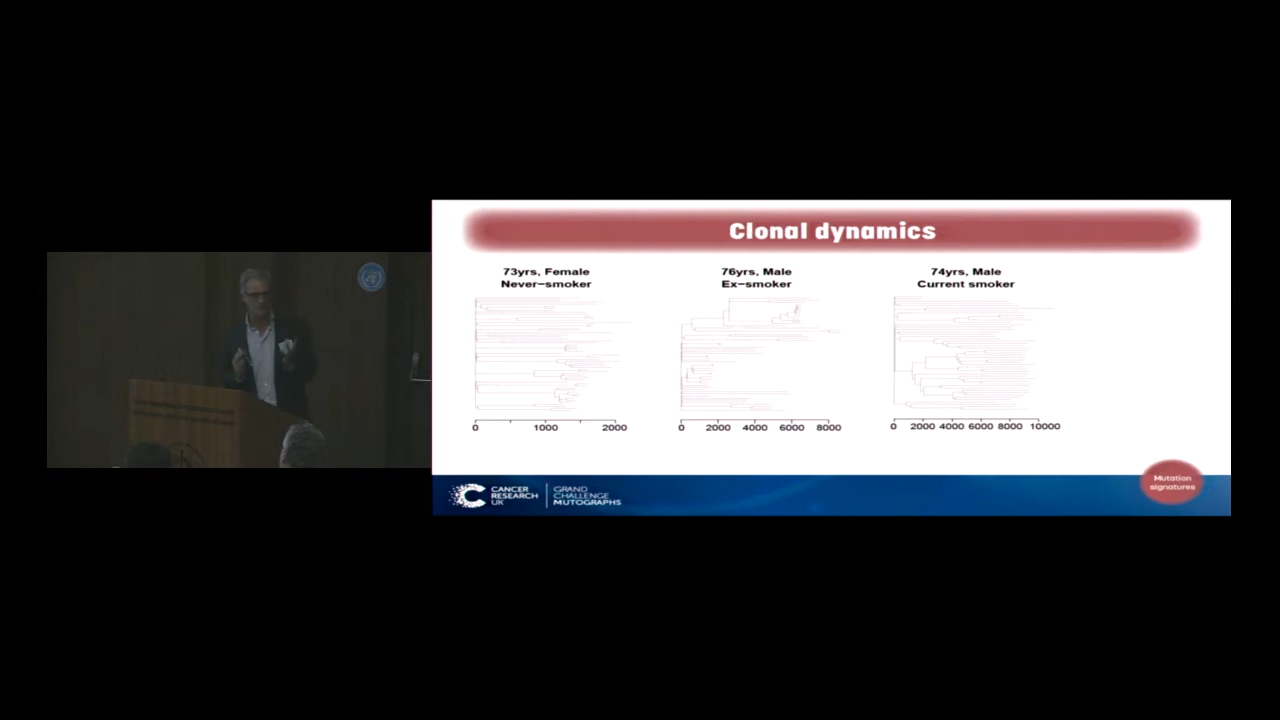 Clonal dynamics
73yrs, Female
Never-smoker
0 1000 2000
76yrs, Male
Ex-smoker
0 2000 4000 6000 8000
74yrs, Male
Current smoker
0 2000 4000 6000 8000 10000
CANCER
RESEARCH
UK
GRAND
CHALLENGE
MUTOGRAPHS
Mutation
signatures